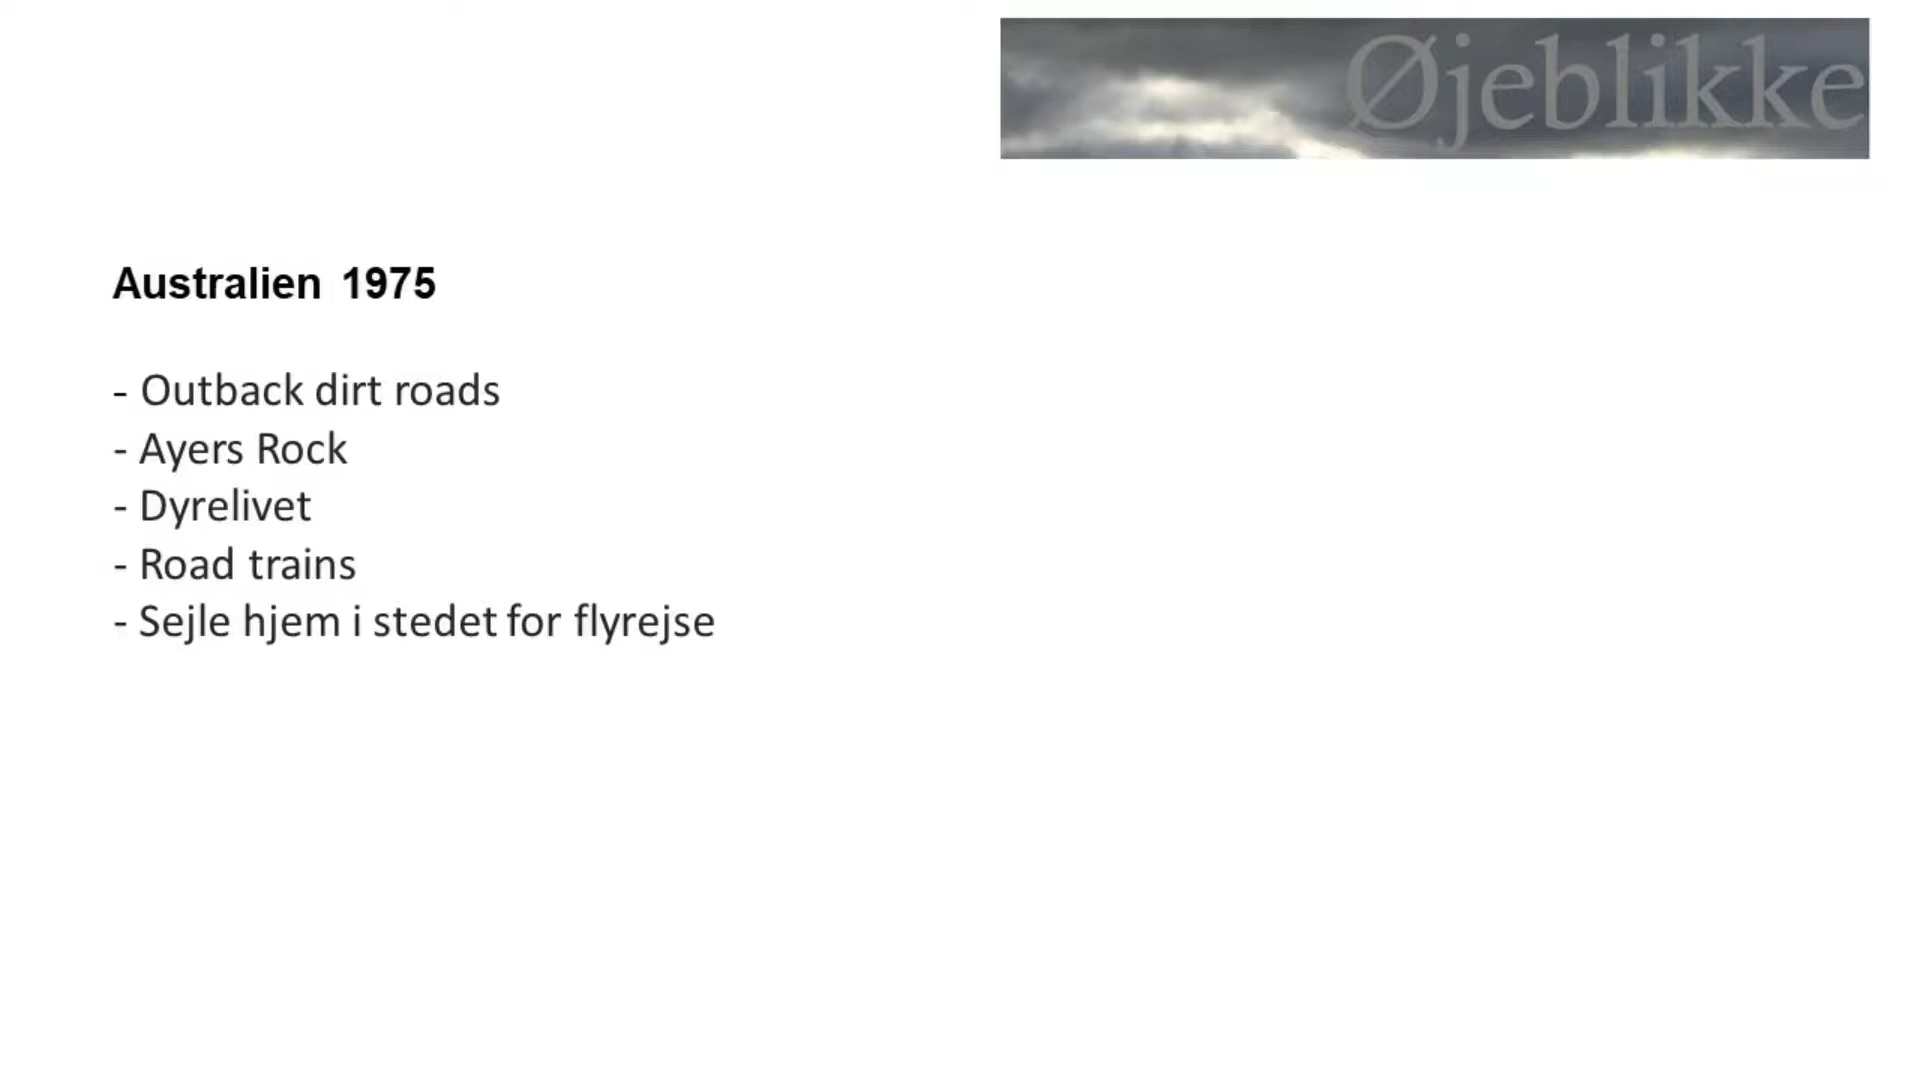 Øjeblikke
Australien 1975
- Outback dirt roads
- Ayers Rock
- Dyrelivet
- Road trains
- Sejle hjem i stedet for flyrejse